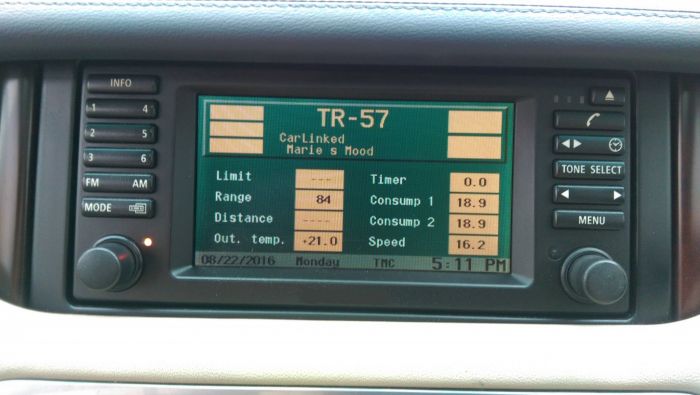 INFO
1 4
2 5
3 6
FM AM
MODE
TR-57
CarLinked
Marie s Mood
Limit ---
Range 84
Distance ----
Out. temp. +21.0
Timer 0.0
Consump 1 18.9
Consump 2 18.9
Speed 16.2
08/22/2016 Monday TMC 5:11 PM
TONE SELECT
MENU